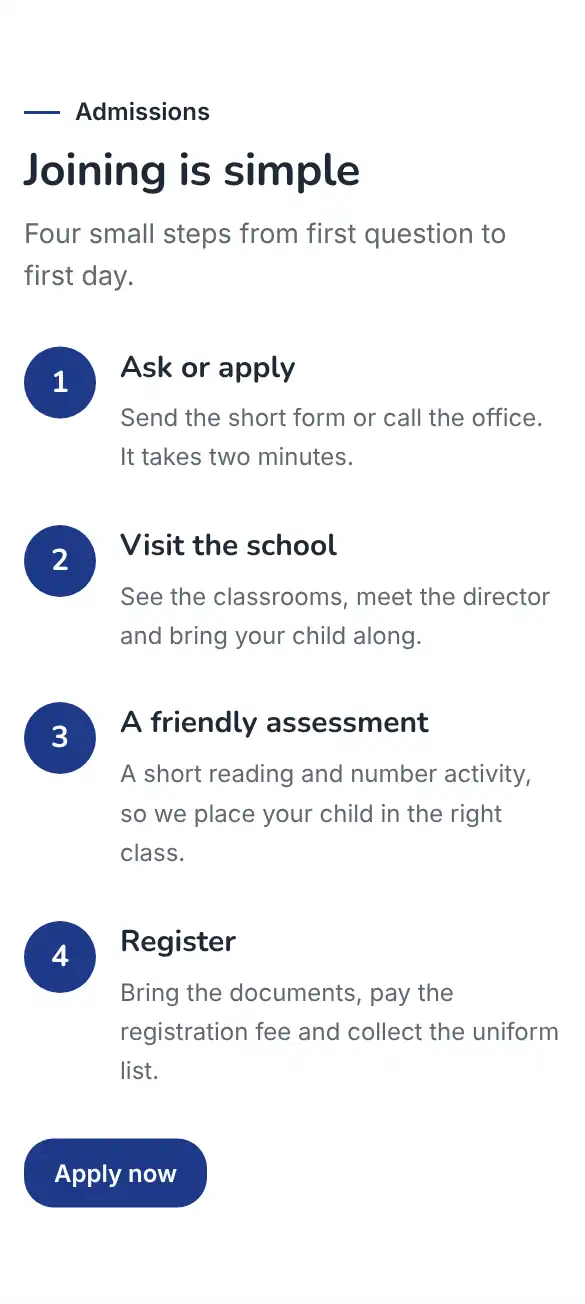 Admissions
Joining is simple
Four small steps from first question to
first day.
1
Ask or apply
Send the short form or call the office.
It takes two minutes.
2
Visit the school
See the classrooms, meet the director
and bring your child along.
3
A friendly assessment
A short reading and number activity,
so we place your child in the right
class.
4
Register
Bring the documents, pay the
registration fee and collect the uniform
list.
Apply now